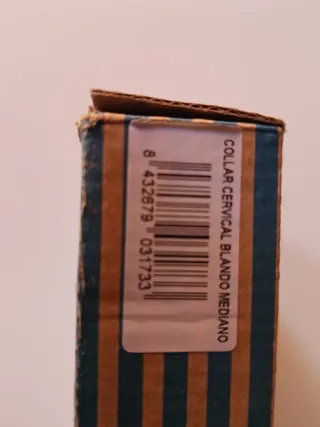 COLLAR CERVICAL BLANDO MEDIANO
8 432679 031733